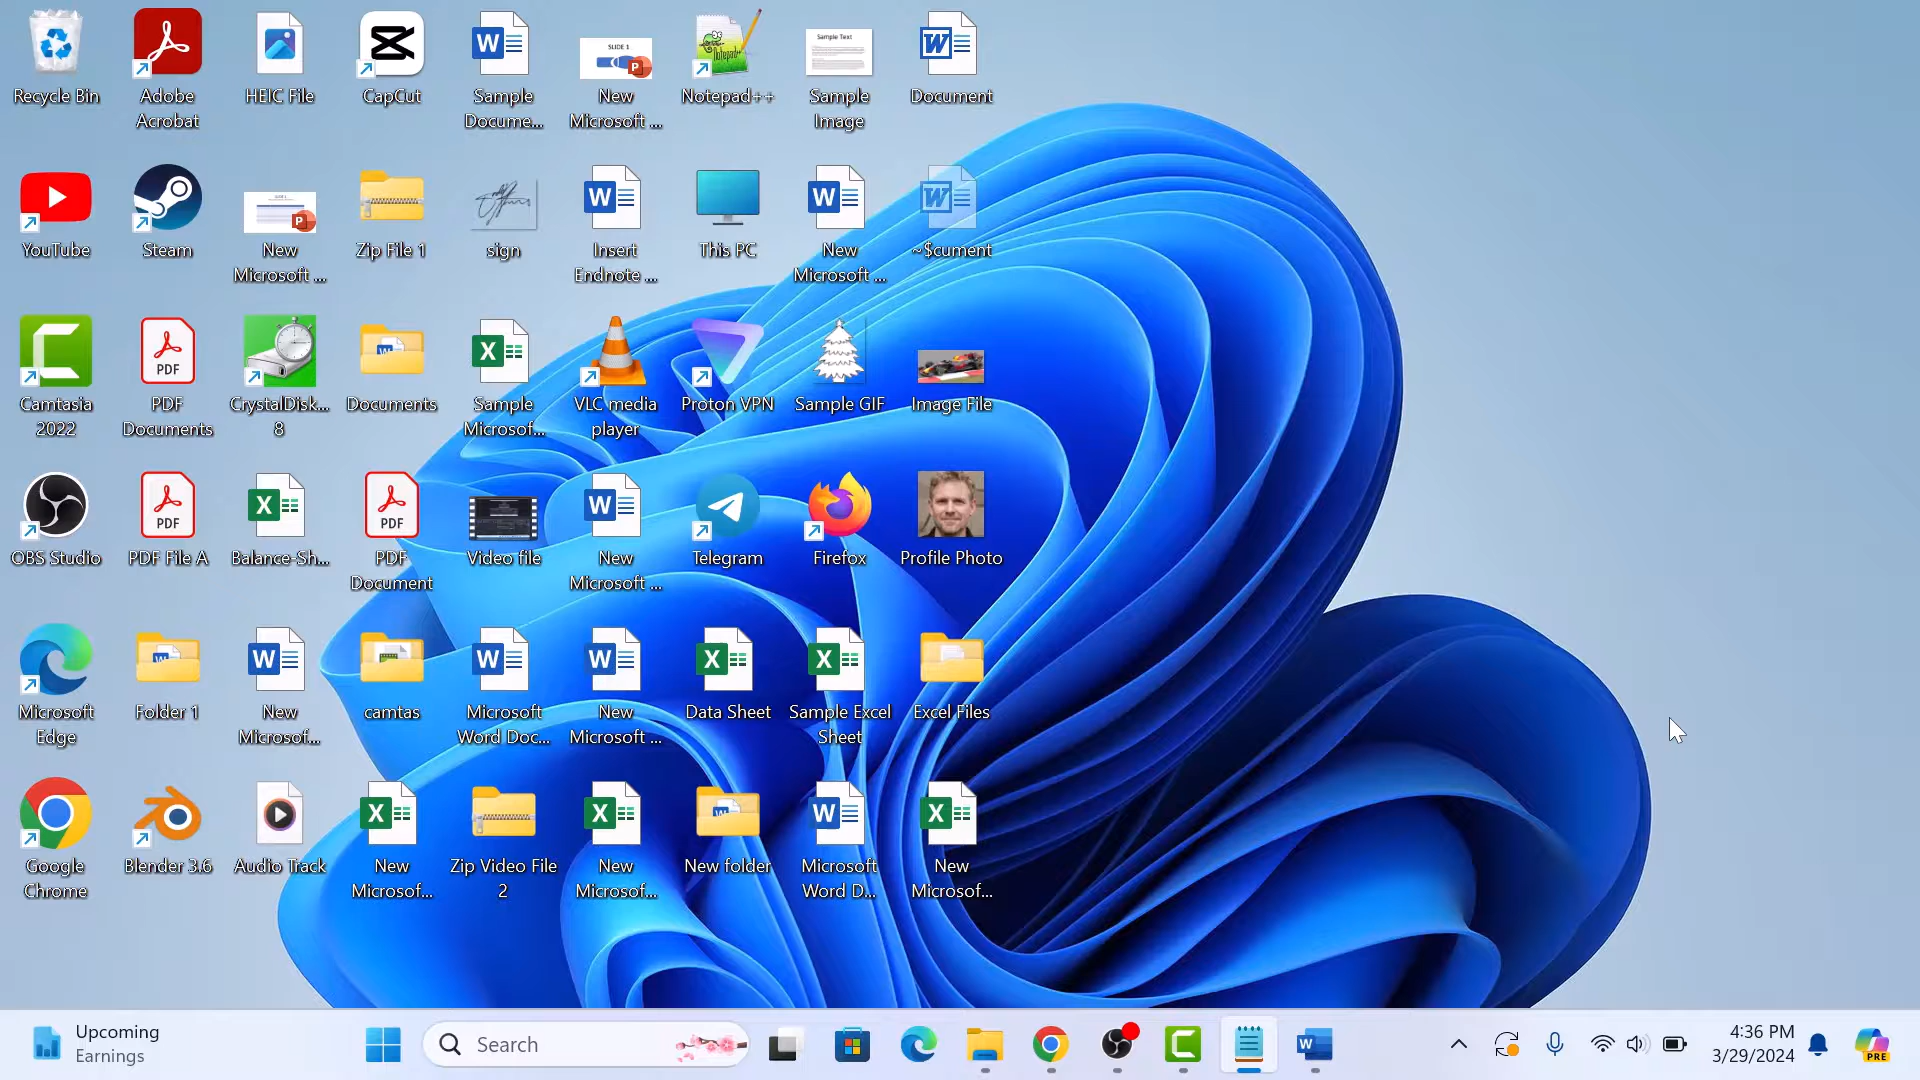 Recycle Bin
Adobe
Acrobat
HEIC File
CapCut
Sample
Docume...
SLIDE 1
New
Microsoft ...
Notepad++
Sample Text
Sample
Image
Document
YouTube
Steam
New
Microsoft ...
Zip File 1
sign
Insert
Endnote ...
This PC
New
Microsoft ...
~$cument
Camtasia
2022
PDF
PDF
Documents
CrystalDisk...
8
Documents
Sample
Microsof...
VLC media
player
Proton VPN
Sample GIF
Image File
OBS Studio
PDF
PDF File A
Balance-Sh...
PDF
PDF
Document
Video file
New
Microsoft ...
Telegram
Firefox
Profile Photo
Microsoft
Edge
Folder 1
New
Microsof...
camtas
Microsoft
Word Doc...
New
Microsoft ...
Data Sheet
Sample Excel
Sheet
Excel Files
Google
Chrome
Blender 3.6
Audio Track
New
Microsof...
Zip Video File
2
New
Microsof...
New folder
Microsoft
Word D...
New
Microsof...
Upcoming
Earnings
Search
4:36 PM
3/29/2024
PRE